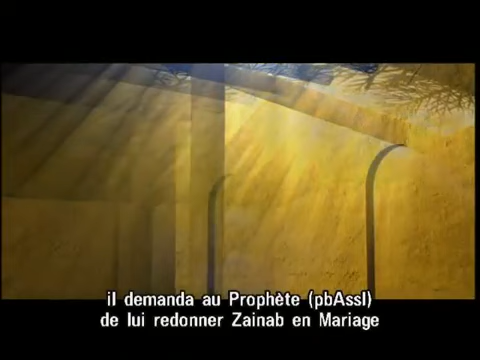 il demanda au Prophète (pbAssl)
de lui redonner Zainab en Mariage